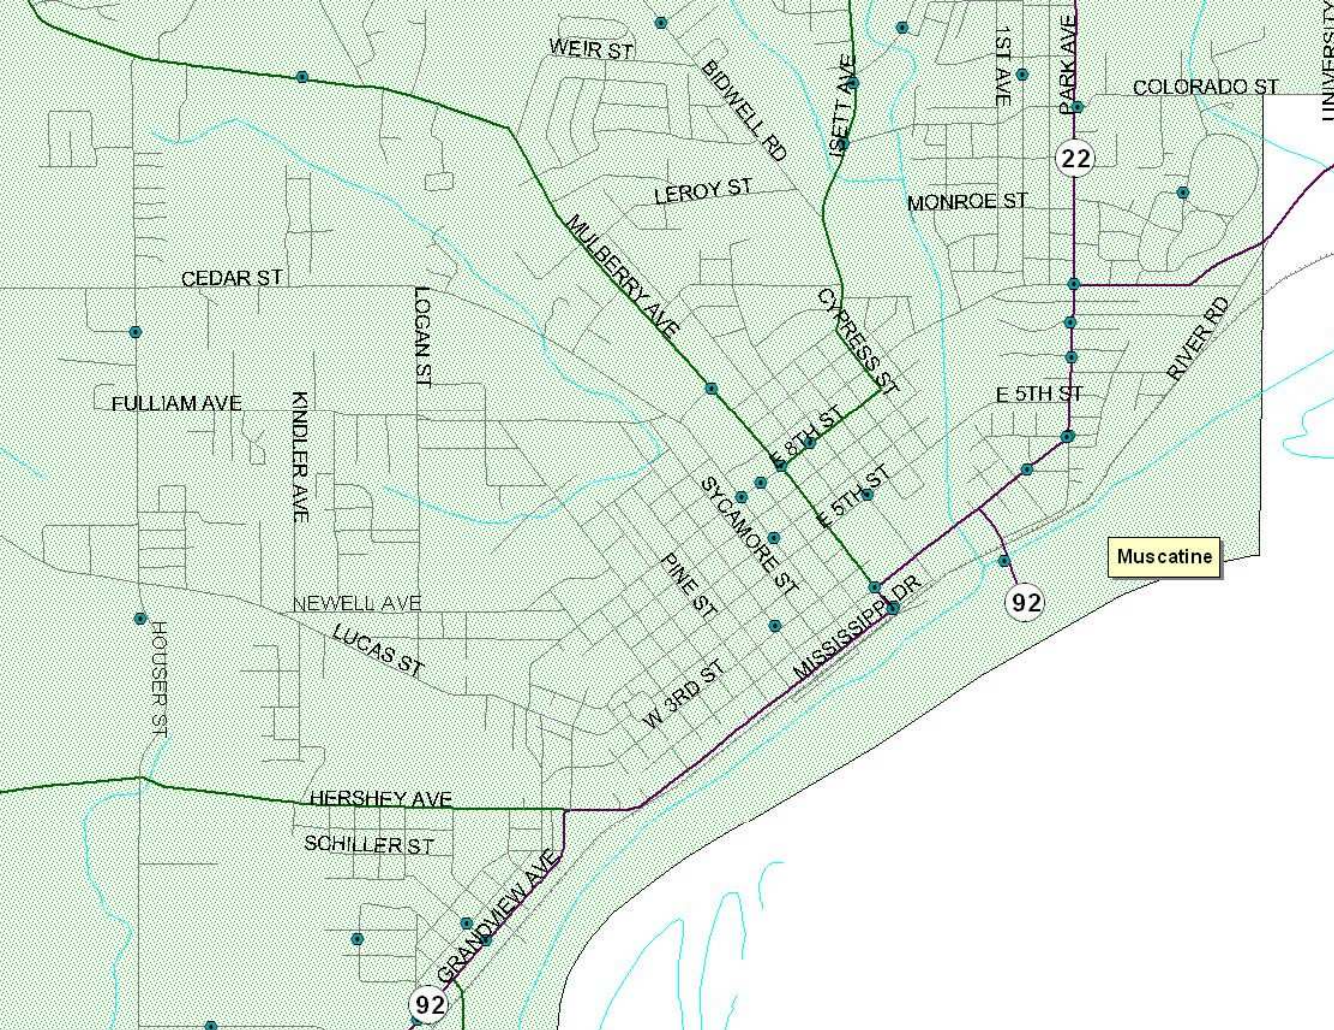 WEIR ST
BIDWELL RD
ISETT AVE
1ST AVE
PARK AVE
COLORADO ST
UNIVERSITY
22
LEROY ST
MONROE ST
MULBERRY AVE
CEDAR ST
LOGAN ST
CYPRESS ST
RIVER RD
FULLIAM AVE
KINDLER AVE
E 5TH ST
E 8TH ST
SYCAMORE ST
E 5TH ST
PINE ST
Muscatine
92
NEWELL AVE
LUCAS ST
HOUSER ST
MISSISSIPPI DR
W 3RD ST
HERSHEY AVE
SCHILLER ST
GRANDVIEW AVE
92